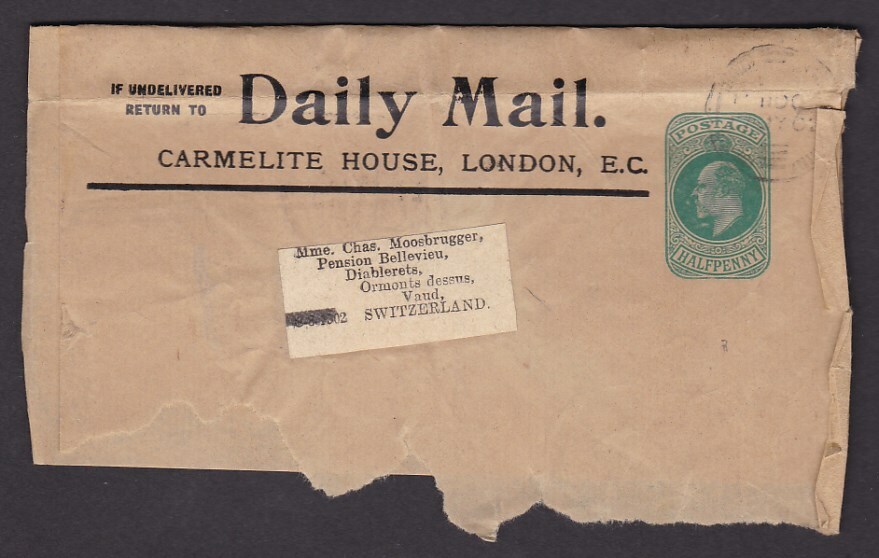 IF UNDELIVERED
RETURN TO
Daily Mail.
CARMELITE HOUSE, LONDON, E.C.
POSTAGE
HALFPENNY
Mme. Chas. Moosbrugger,
Pension Bellevieu,
Diablerets,
Ormonts dessus,
Vaud,
SWITZERLAND.